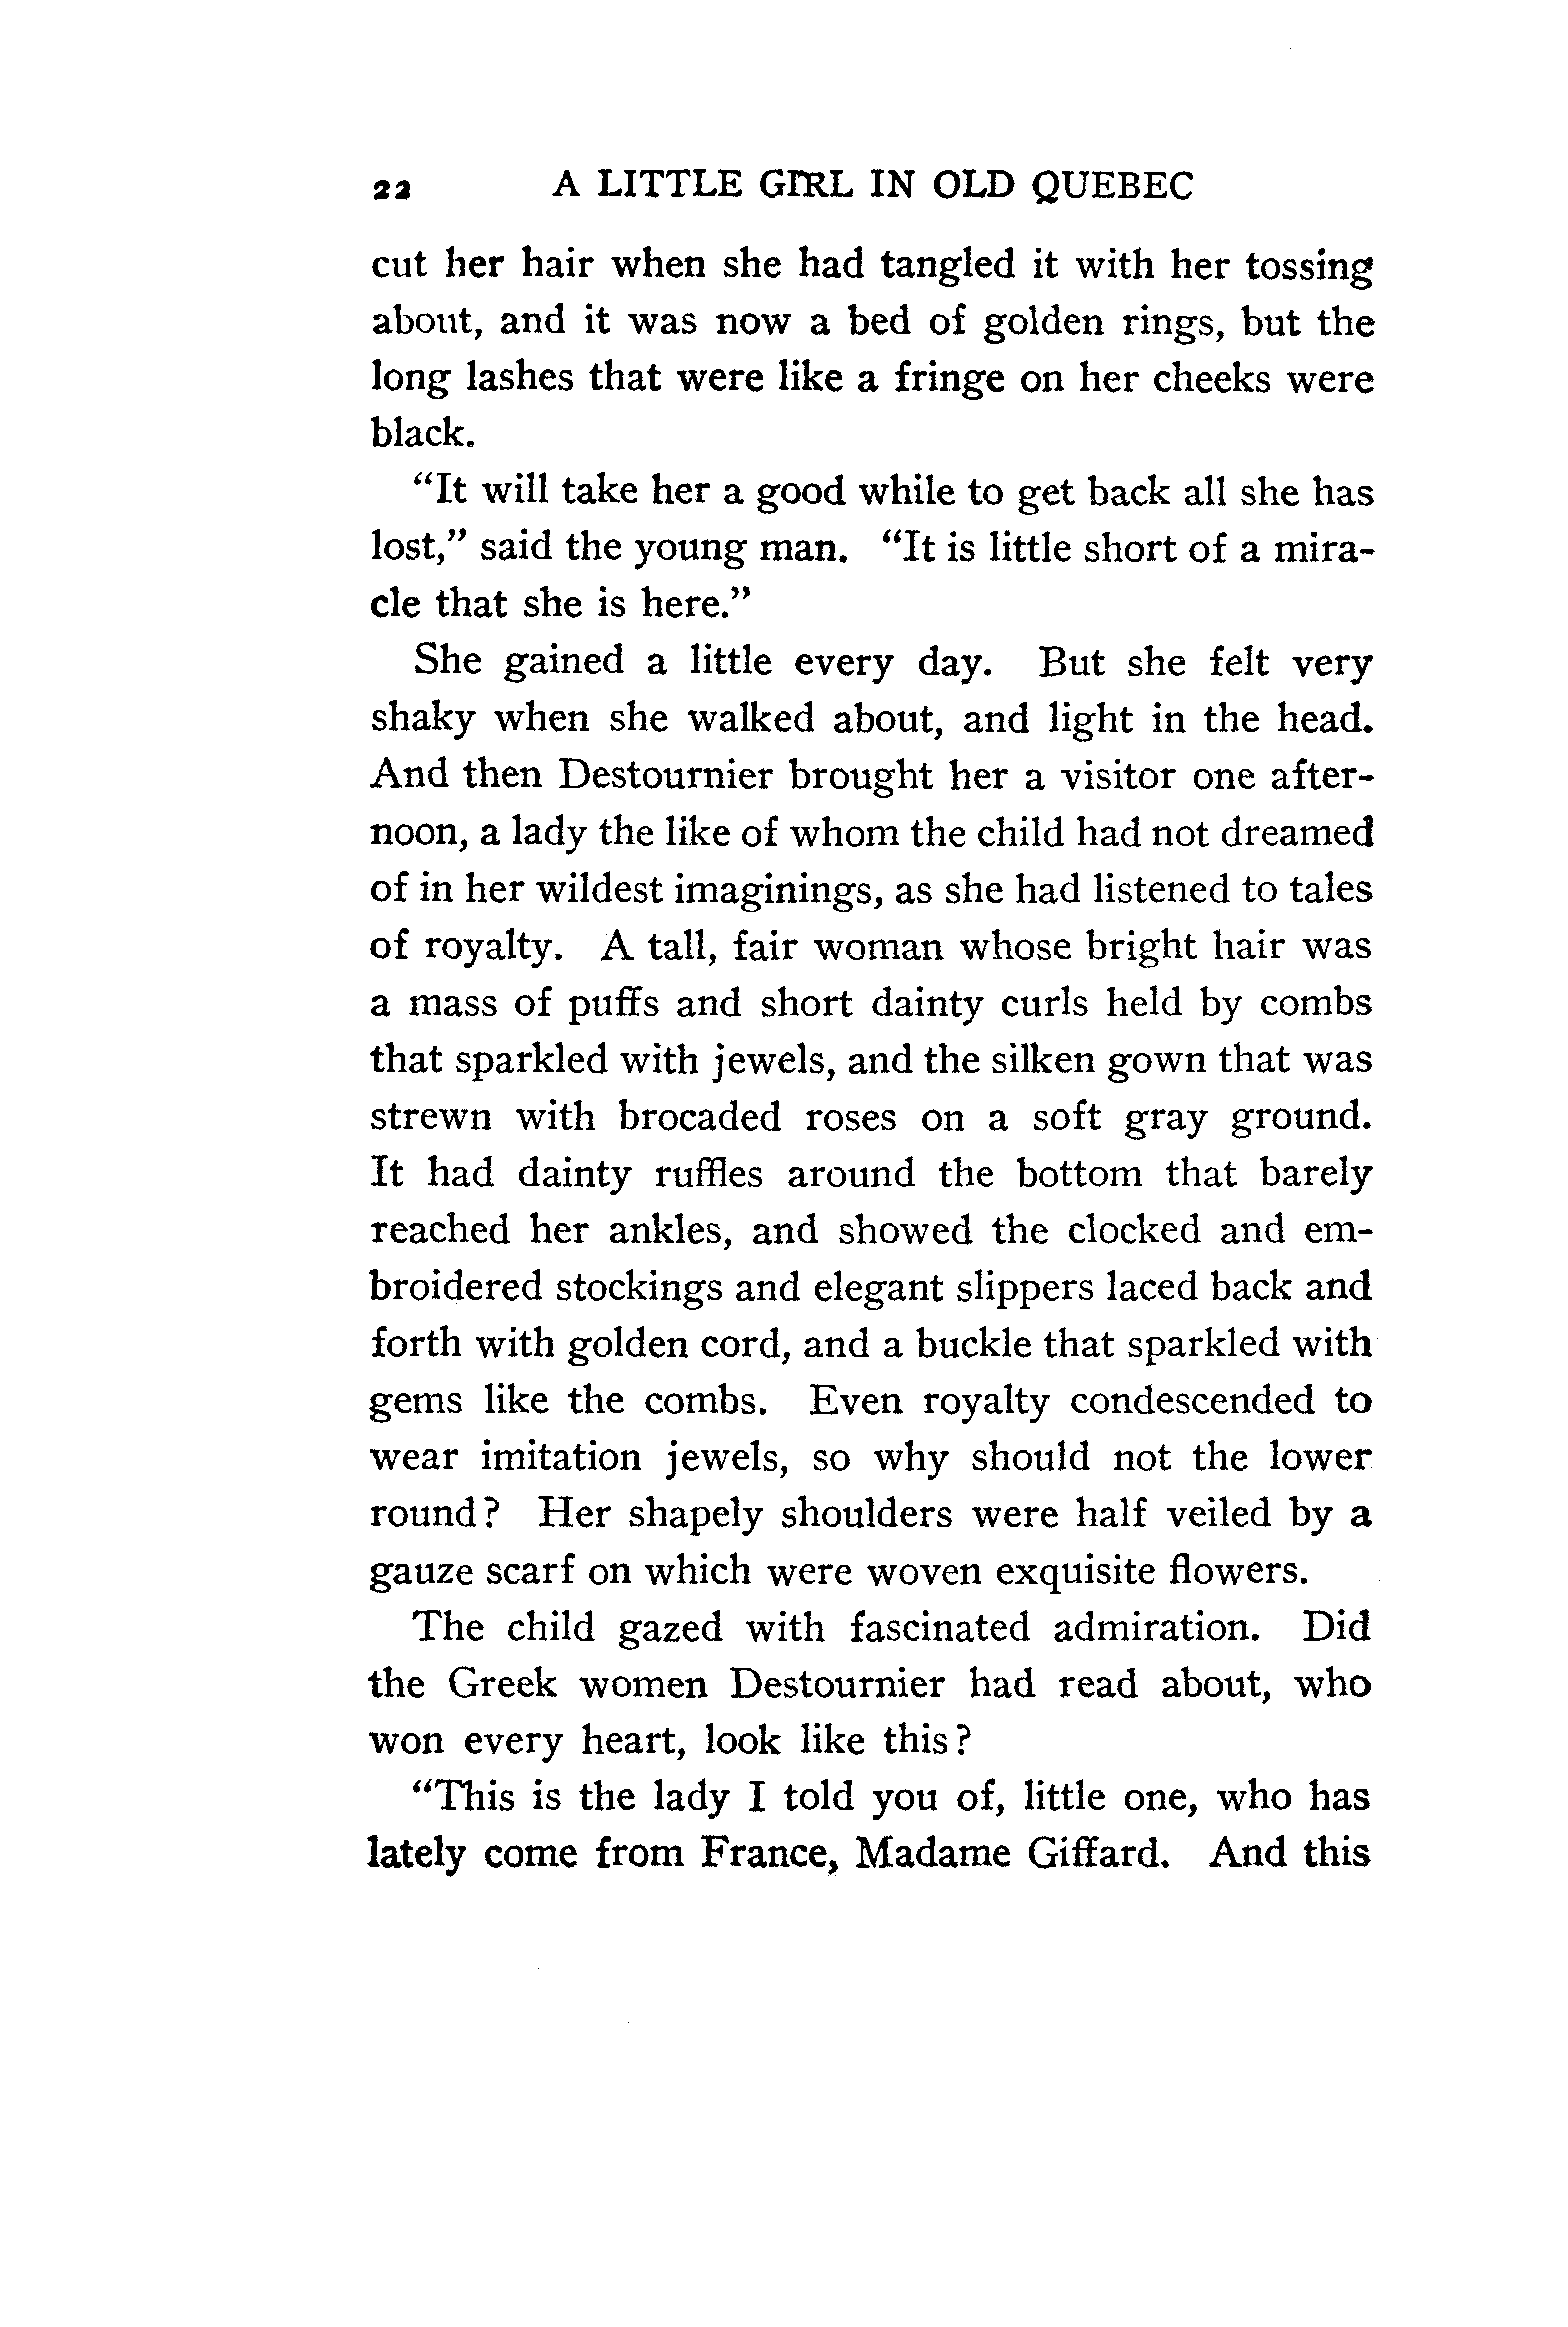 22 A LITTLE GIRL IN OLD QUEBEC
cut her hair when she had tangled it with her tossing
about, and it was now a bed of golden rings, but the
long lashes that were like a fringe on her cheeks were
black.
“It will take her a good while to get back all she has
lost,” said the young man. “It is little short of a mira-
cle that she is here.”
She gained a little every day. But she felt very
shaky when she walked about, and light in the head.
And then Destournier brought her a visitor one after-
noon, a lady the like of whom the child had not dreamed
of in her wildest imaginings, as she had listened to tales
of royalty. A tall, fair woman whose bright hair was
a mass of puffs and short dainty curls held by combs
that sparkled with jewels, and the silken gown that was
strewn with brocaded roses on a soft gray ground.
It had dainty ruffles around the bottom that barely
reached her ankles, and showed the clocked and em-
broidered stockings and elegant slippers laced back and
forth with golden cord, and a buckle that sparkled with
gems like the combs. Even royalty condescended to
wear imitation jewels, so why should not the lower
round? Her shapely shoulders were half veiled by a
gauze scarf on which were woven exquisite flowers.
The child gazed with fascinated admiration. Did
the Greek women Destournier had read about, who
won every heart, look like this?
“This is the lady I told you of, little one, who has
lately come from France, Madame Giffard. And this